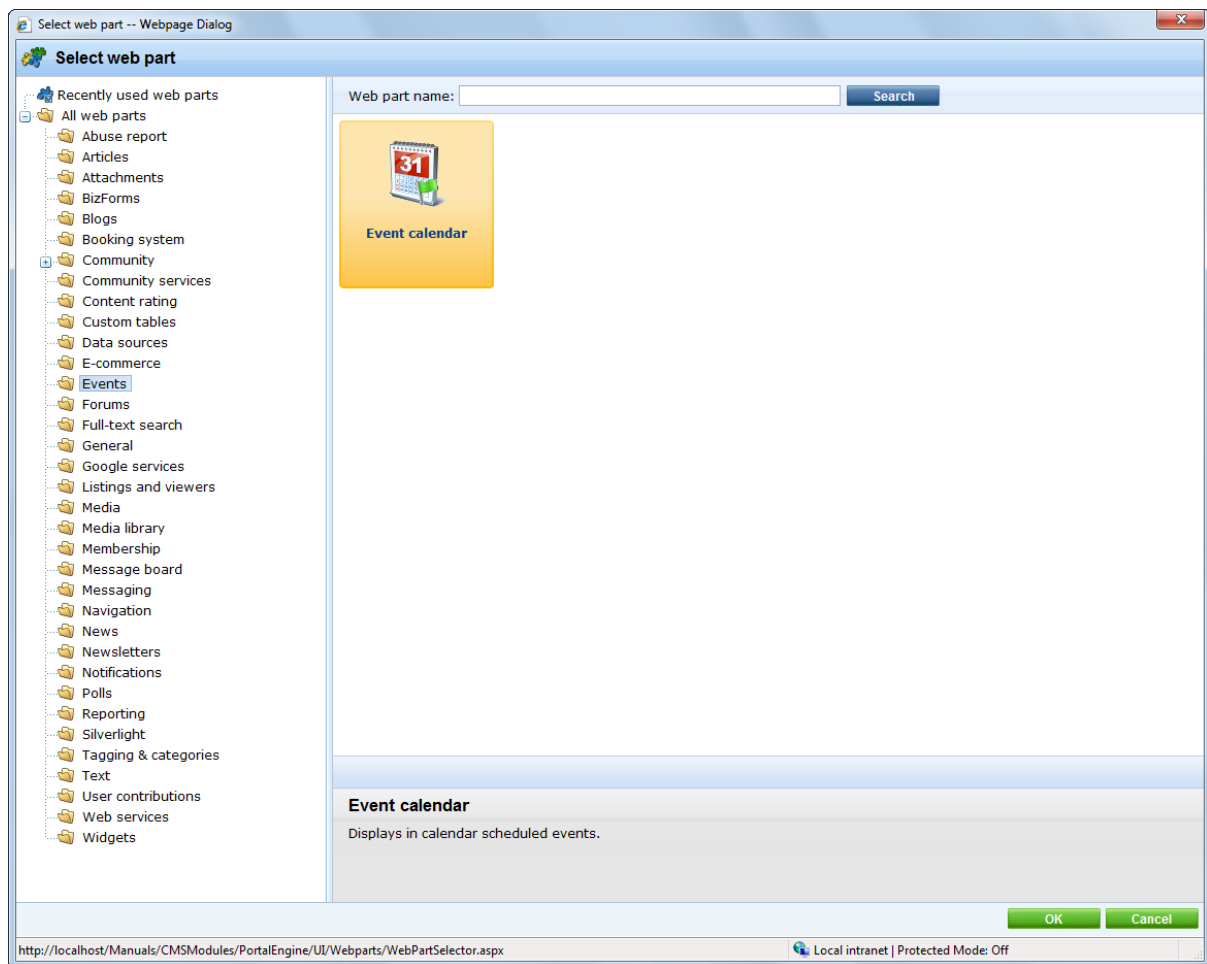 Select web part -- Webpage Dialog
X
Select web part
Recently used web parts
All web parts
Abuse report
Articles
Attachments
BizForms
Blogs
Booking system
Community
Community services
Content rating
Custom tables
Data sources
E-commerce
Events
Forums
Full-text search
General
Google services
Listings and viewers
Media
Media library
Membership
Message board
Messaging
Navigation
News
Newsletters
Notifications
Polls
Reporting
Silverlight
Tagging & categories
Text
User contributions
Web services
Widgets
Web part name: Search
31
Event calendar
Event calendar
Displays in calendar scheduled events.
OK Cancel
http://localhost/Manuals/CMSModules/PortalEngine/UI/Webparts/WebPartSelector.aspx Local intranet | Protected Mode: Off